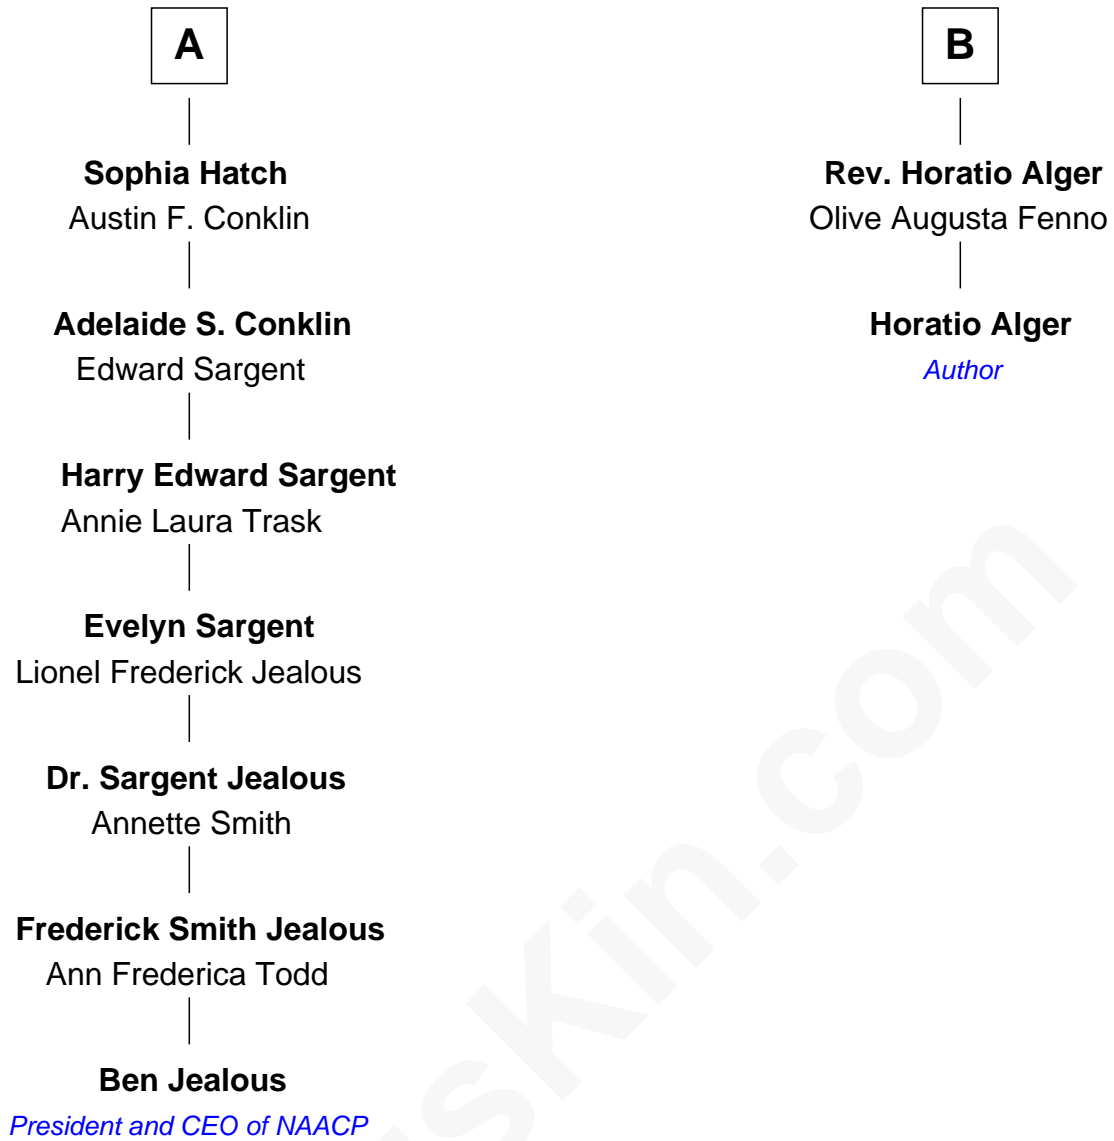 A
Sophia Hatch
Austin F. Conklin
Adelaide S. Conklin
Edward Sargent
Harry Edward Sargent
Annie Laura Trask
Evelyn Sargent
Lionel Frederick Jealous
Dr. Sargent Jealous
Annette Smith
Frederick Smith Jealous
Ann Frederica Todd
Ben Jealous
President and CEO of NAACP
B
Rev. Horatio Alger
Olive Augusta Fenno
Horatio Alger
Author
usKin.com